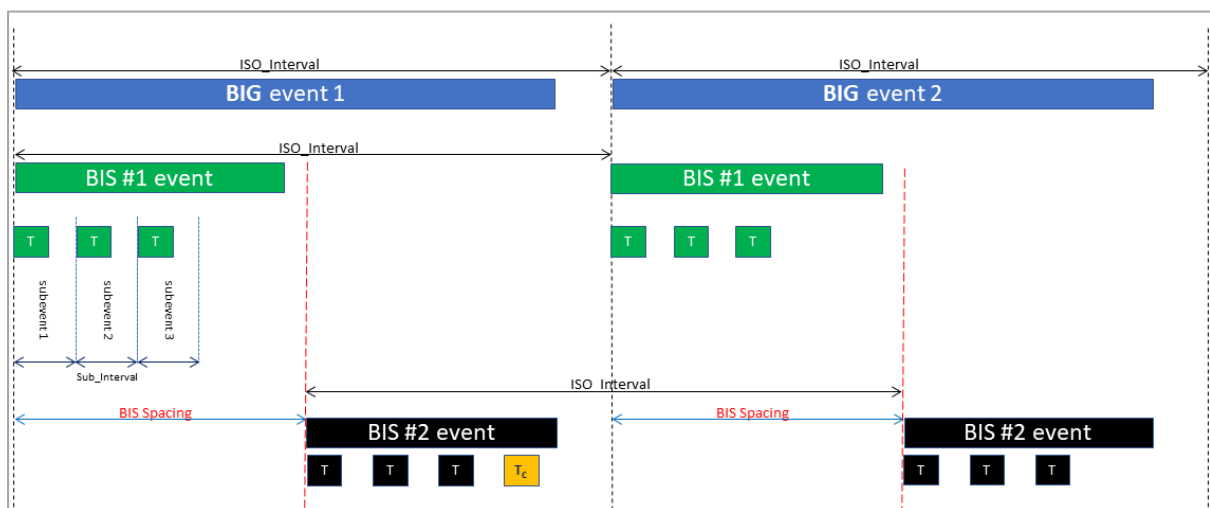 ISO_Interval
ISO_Interval
BIG event 1
BIG event 2
ISO_Interval
BIS #1 event
BIS #1 event
T
T
T
T
T
T
subevent 1
subevent 2
subevent 3
Sub_Interval
ISO_Interval
BIS Spacing
BIS Spacing
BIS #2 event
BIS #2 event
T
T
T
Tc
T
T
T